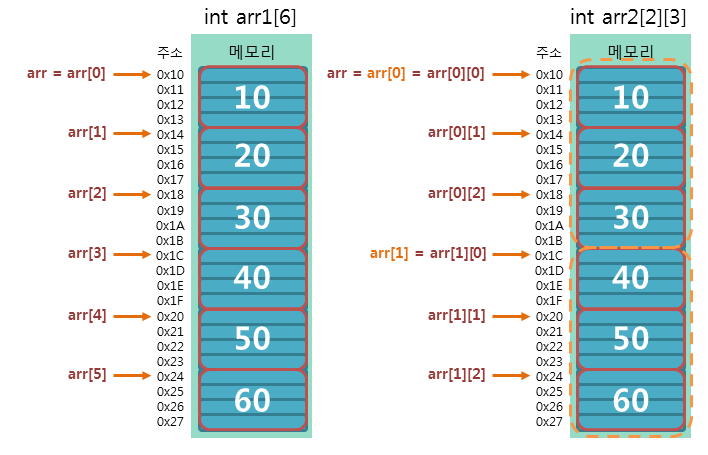 int arr1[6]
주소
메모리
arr = arr[0]
0x10
0x11
10
0x12
0x13
arr[1]
0x14
0x15
20
0x16
0x17
arr[2]
0x18
0x19
30
0x1A
0x1B
arr[3]
0x1C
0x1D
40
0x1E
0x1F
arr[4]
0x20
0x21
50
0x22
0x23
arr[5]
0x24
0x25
60
0x26
0x27
int arr2[2][3]
주소
메모리
arr = arr[0] = arr[0][0]
0x10
0x11
10
0x12
0x13
arr[0][1]
0x14
0x15
20
0x16
0x17
arr[0][2]
0x18
0x19
30
0x1A
0x1B
arr[1] = arr[1][0]
0x1C
0x1D
40
0x1E
0x1F
arr[1][1]
0x20
0x21
50
0x22
0x23
arr[1][2]
0x24
0x25
60
0x26
0x27